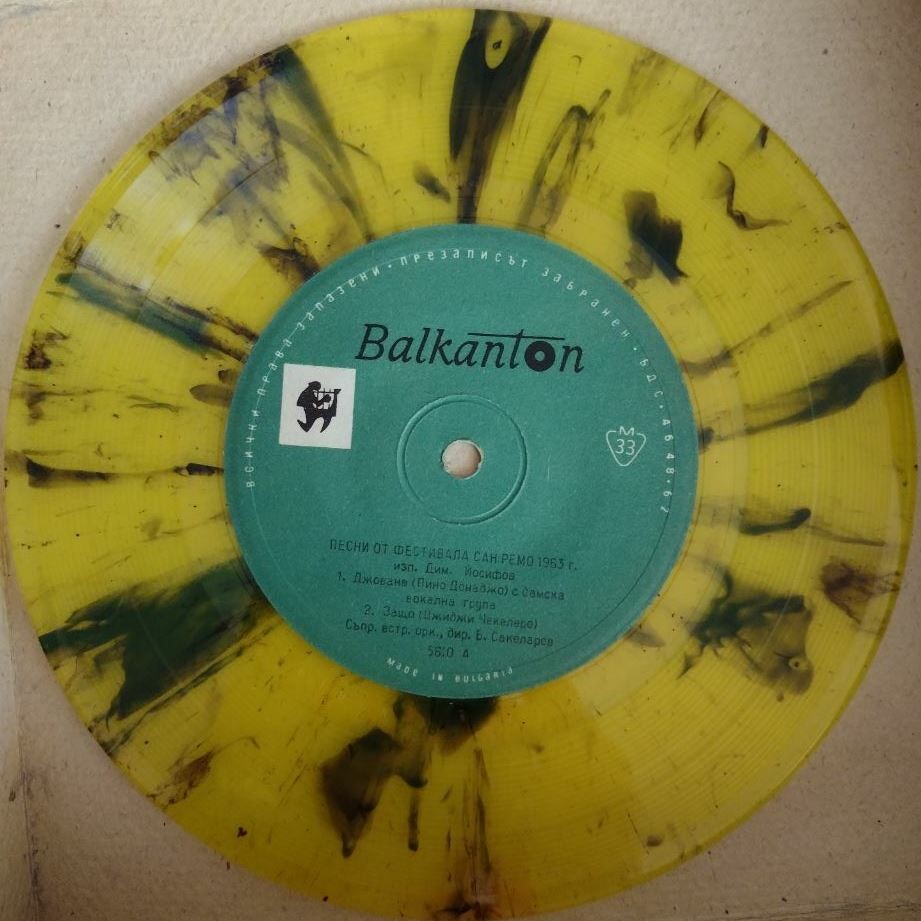 ВСИЧКИ ПРАВА ЗАПАЗЕНИ · ПРЕЗАПИСЪТ ЗАБРАНЕН · БДС · 4648-62
Balkanton
М
33
ПЕСНИ ОТ ФЕСТИВАЛА САН РЕМО 1963 г.
изп. Дим. Йосифов
1. Джоване (Пино Донаджо) с дамска
вокална група
2. Защо (Джиджи Чекелеро)
Съпр. естр. орк., дир. Б. Сакеларев
5610 А
MADE IN BULGARIA